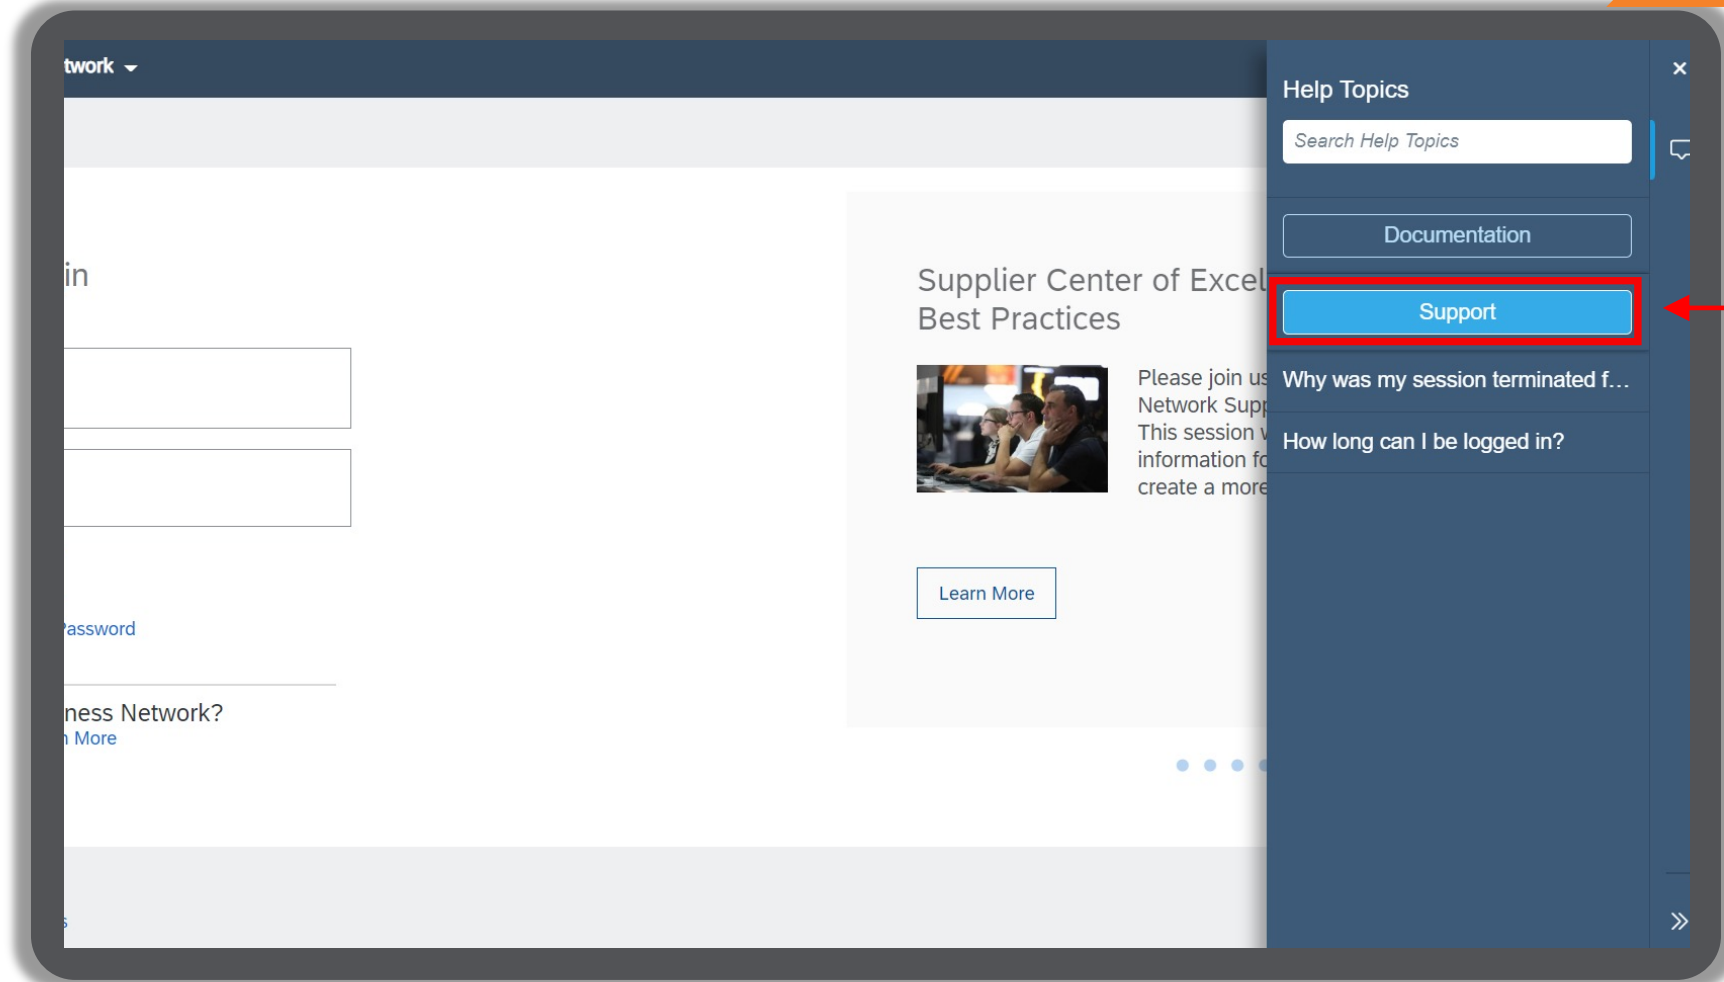 twork
in
Password
ness Network?
n More
s
Supplier Center of Excel
Best Practices
Please join us
Network Supp
This session w
information fo
create a more
Learn More
Help Topics
Search Help Topics
Documentation
Support
Why was my session terminated f...
How long can I be logged in?